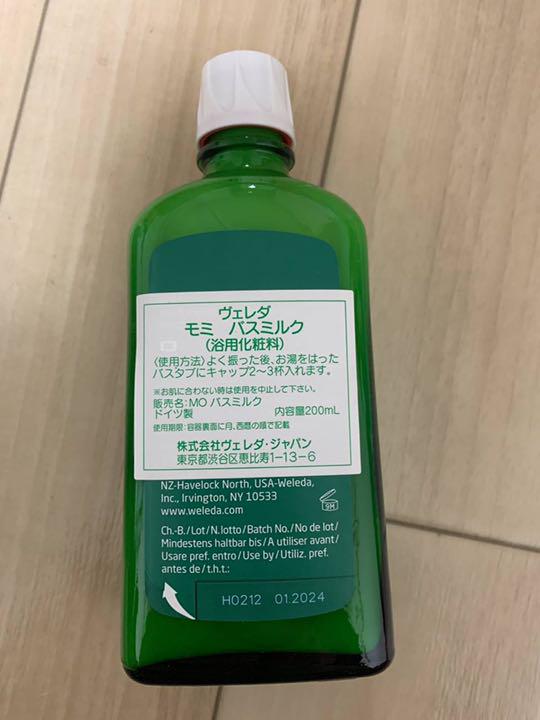 ヴェレダ
モミ バスミルク
(浴用化粧料)
〈使用方法〉よく振った後、お湯をはった
バスタブにキャップ2〜3杯入れます。
※お肌に合わない時は使用を中止して下さい。
販売名:MO バスミルク
ドイツ製 内容量200mL
使用期限:容器裏面に月、西暦の順で記載
株式会社ヴェレダ・ジャパン
東京都渋谷区恵比寿1-13-6
NZ-Havelock North, USA-Weleda,
Inc., Irvington, NY 10533
www.weleda.com
9M
Ch.-B./Lot/N.lotto/Batch No./No de lot/
Mindestens haltbar bis/A utiliser avant/
Usare pref. entro/Use by/Utiliz. pref.
antes de/t.h.t.:
H0212 01.2024